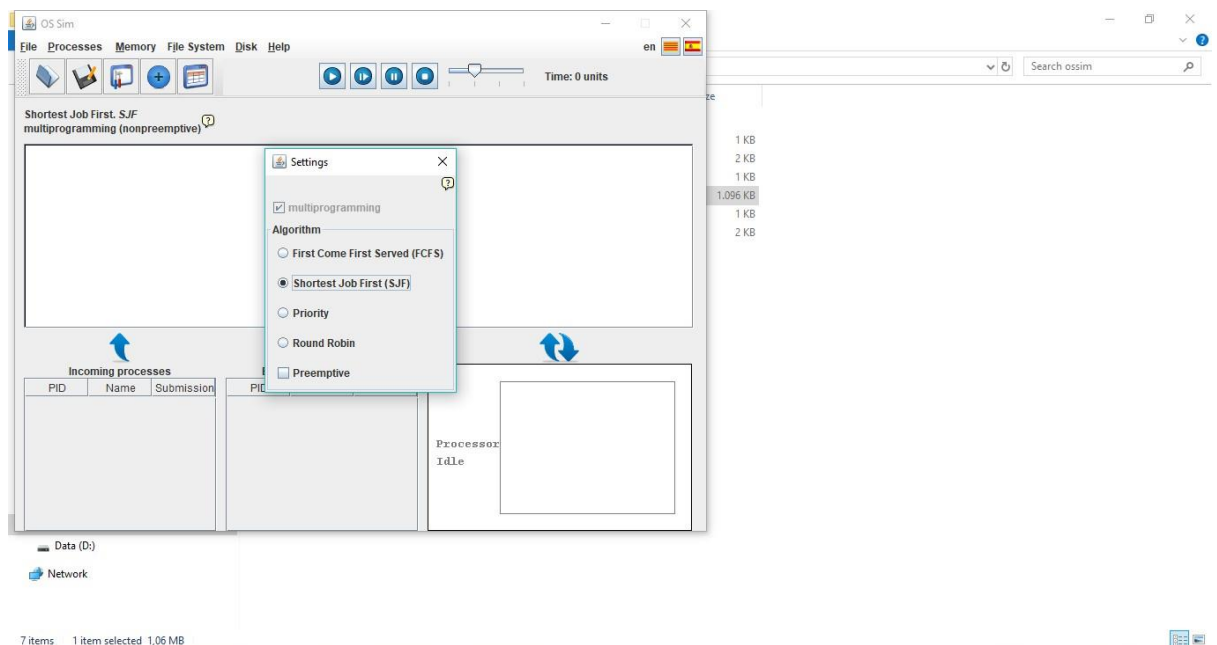 OS Sim
File Processes Memory File System Disk Help en
Time: 0 units
Search ossim
Shortest Job First. SJF
multiprogramming (nonpreemptive)
ze
1 KB
2 KB
1 KB
1.096 KB
1 KB
2 KB
Settings
multiprogramming
Algorithm
First Come First Served (FCFS)
Shortest Job First (SJF)
Priority
Round Robin
Preemptive
Incoming processes
PID Name Submission
PID
Processor
Idle
Data (D:)
Network
7 items 1 item selected 1,06 MB